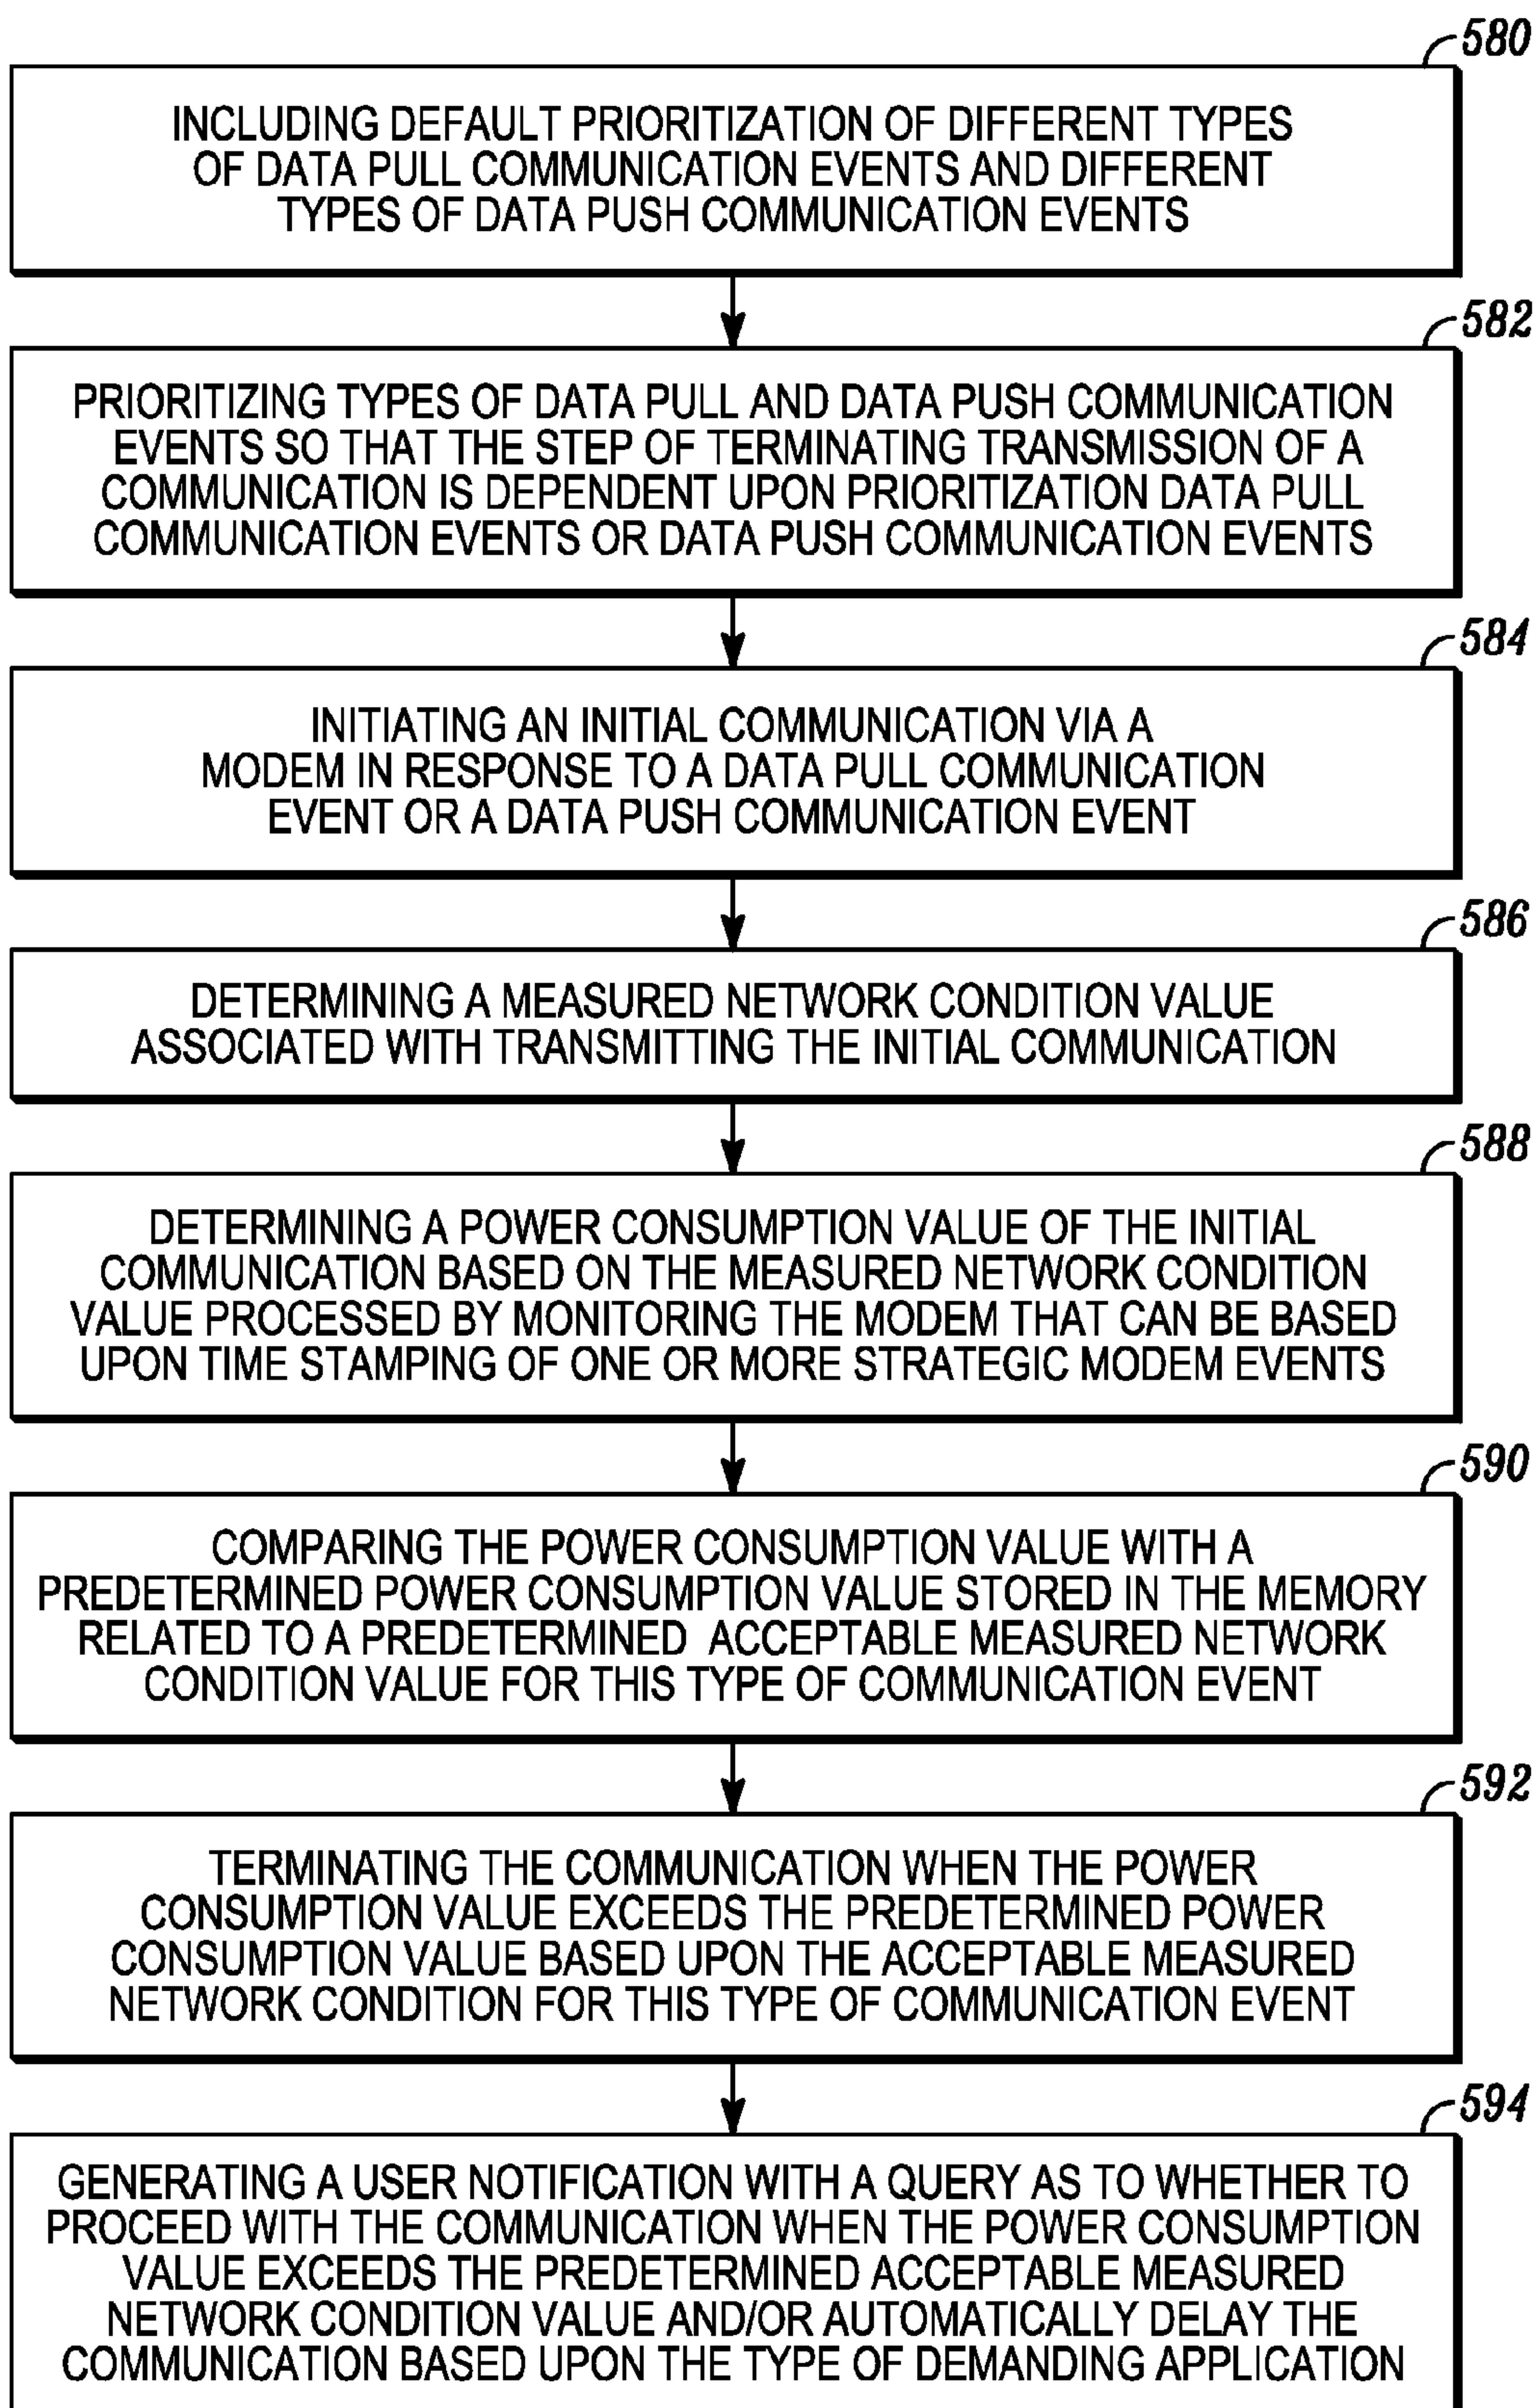 580
INCLUDING DEFAULT PRIORITIZATION OF DIFFERENT TYPES
OF DATA PULL COMMUNICATION EVENTS AND DIFFERENT
TYPES OF DATA PUSH COMMUNICATION EVENTS
582
PRIORITIZING TYPES OF DATA PULL AND DATA PUSH COMMUNICATION
EVENTS SO THAT THE STEP OF TERMINATING TRANSMISSION OF A
COMMUNICATION IS DEPENDENT UPON PRIORITIZATION DATA PULL
COMMUNICATION EVENTS OR DATA PUSH COMMUNICATION EVENTS
584
INITIATING AN INITIAL COMMUNICATION VIA A
MODEM IN RESPONSE TO A DATA PULL COMMUNICATION
EVENT OR A DATA PUSH COMMUNICATION EVENT
586
DETERMINING A MEASURED NETWORK CONDITION VALUE
ASSOCIATED WITH TRANSMITTING THE INITIAL COMMUNICATION
588
DETERMINING A POWER CONSUMPTION VALUE OF THE INITIAL
COMMUNICATION BASED ON THE MEASURED NETWORK CONDITION
VALUE PROCESSED BY MONITORING THE MODEM THAT CAN BE BASED
UPON TIME STAMPING OF ONE OR MORE STRATEGIC MODEM EVENTS
590
COMPARING THE POWER CONSUMPTION VALUE WITH A
PREDETERMINED POWER CONSUMPTION VALUE STORED IN THE MEMORY
RELATED TO A PREDETERMINED ACCEPTABLE MEASURED NETWORK
CONDITION VALUE FOR THIS TYPE OF COMMUNICATION EVENT
592
TERMINATING THE COMMUNICATION WHEN THE POWER
CONSUMPTION VALUE EXCEEDS THE PREDETERMINED POWER
CONSUMPTION VALUE BASED UPON THE ACCEPTABLE MEASURED
NETWORK CONDITION FOR THIS TYPE OF COMMUNICATION EVENT
594
GENERATING A USER NOTIFICATION WITH A QUERY AS TO WHETHER TO
PROCEED WITH THE COMMUNICATION WHEN THE POWER CONSUMPTION
VALUE EXCEEDS THE PREDETERMINED ACCEPTABLE MEASURED
NETWORK CONDITION VALUE AND/OR AUTOMATICALLY DELAY THE
COMMUNICATION BASED UPON THE TYPE OF DEMANDING APPLICATION